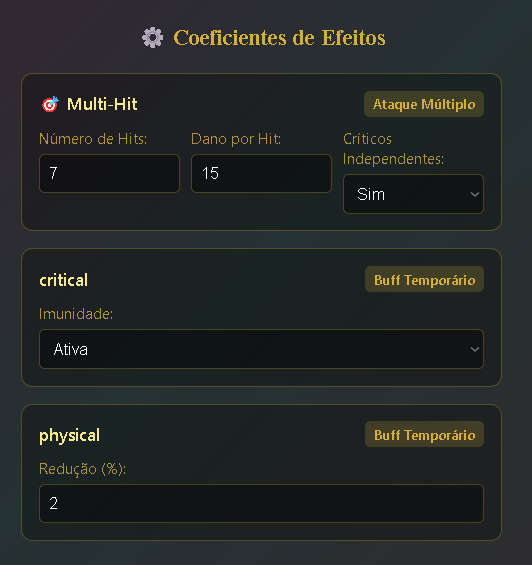 Coeficientes de Efeitos
Multi-Hit
Ataque Múltiplo
Número de Hits:
Dano por Hit:
Críticos
Independentes:
7
15
Sim
critical
Buff Temporário
Imunidade:
Ativa
physical
Buff Temporário
Redução (%):
2